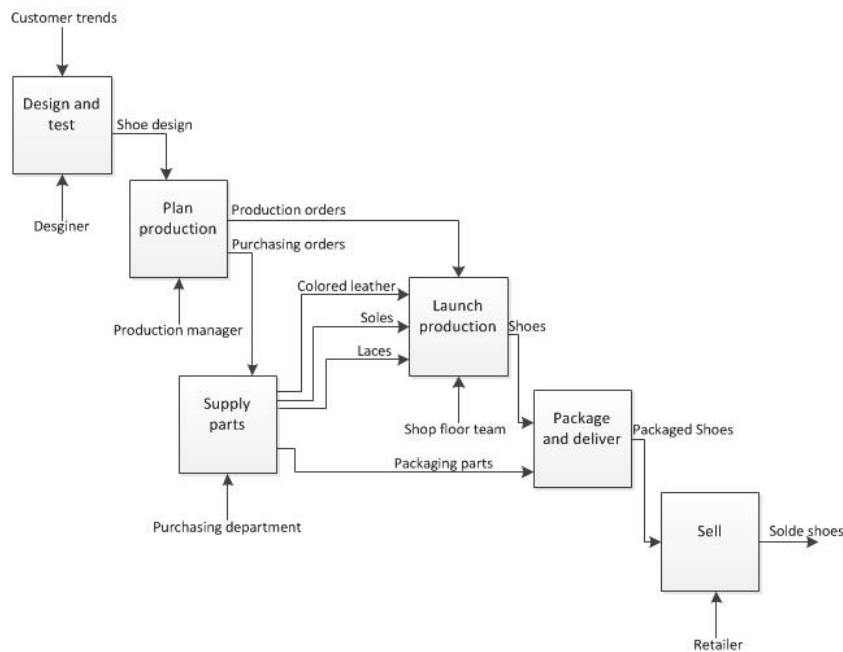 Customer trends
Design and
test
Shoe design
Desginer
Plan
production
Production orders
Purchasing orders
Production manager
Colored leather
Soles
Laces
Launch
production
Shoes
Shop floor team
Supply
parts
Packaging parts
Purchasing department
Package
and deliver
Packaged Shoes
Sell
Solde shoes
Retailer